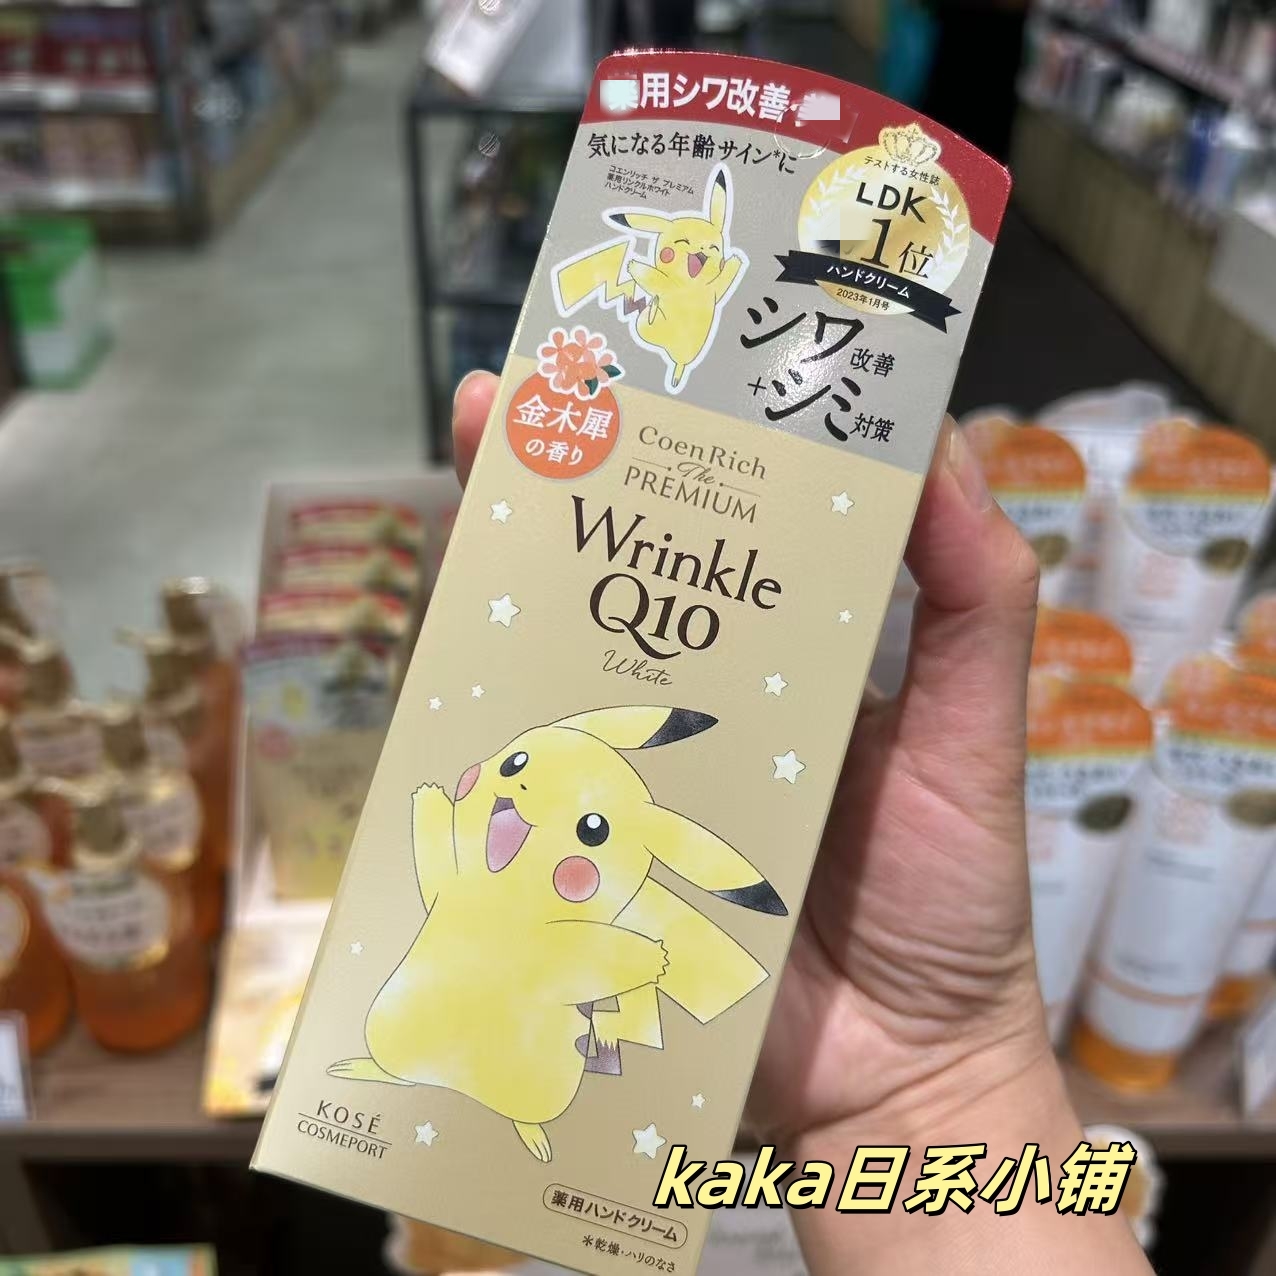 用シワ改善
気になる年齢サイン*に
コエンリッチ ザ プレミアム
薬用リンクルホワイト
ハンドクリーム
テストする女性誌
LDK
1位
ハンドクリーム
2023年1月号
シワ改善
+シミ対策
金木犀
の香り
Coen Rich
The
PREMIUM
Wrinkle
Q10
White
KOSÉ
COSMEPORT
薬用ハンドクリーム
*乾燥・ハリのなさ
kaka日系小铺